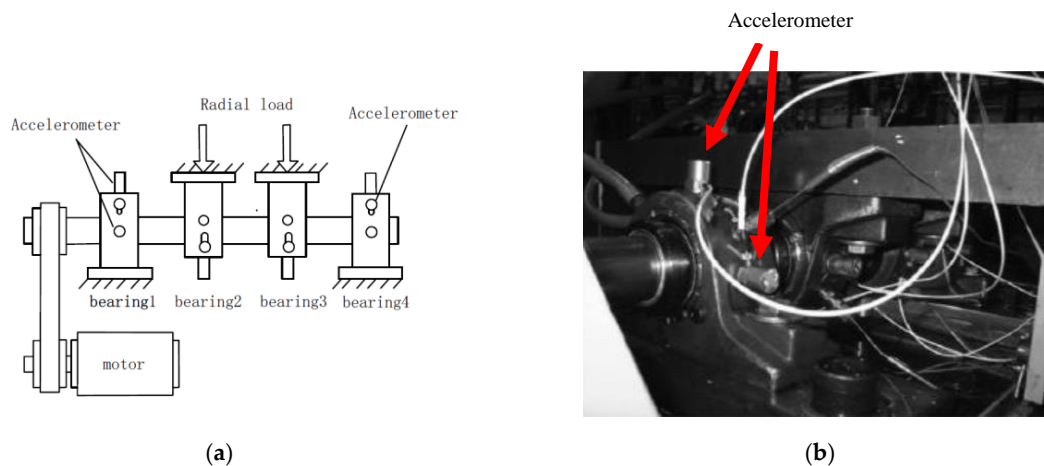 Accelerometer
Radial load
Accelerometer
Accelerometer
bearing1
bearing2
bearing3
bearing4
motor
(a)
(b)